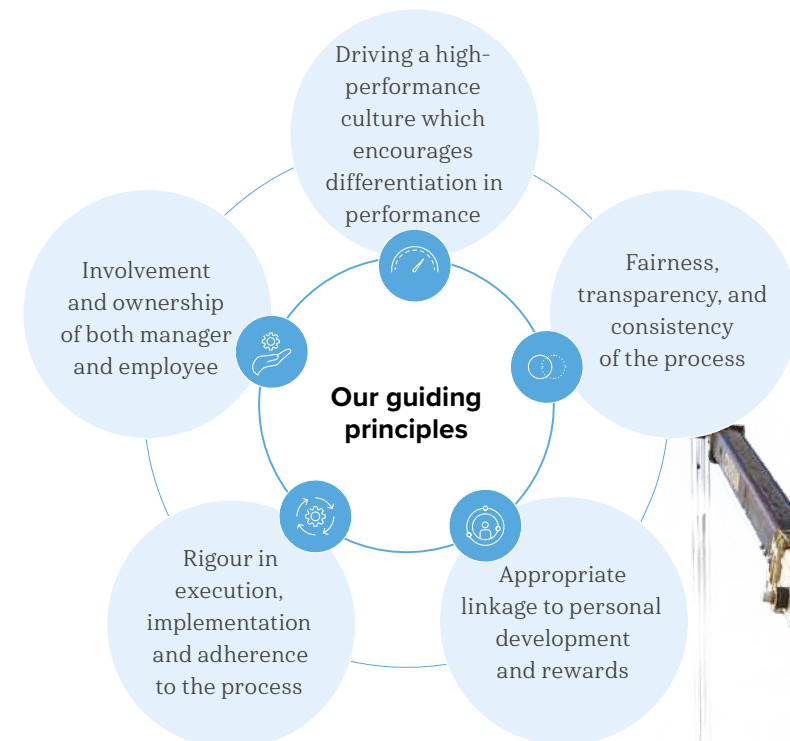 Driving a high-
performance
culture which
encourages
differentiation in
performance
Fairness,
transparency, and
consistency
of the process
Appropriate
linkage to personal
development
and rewards
Rigour in
execution,
implementation
and adherence
to the process
Involvement
and ownership
of both manager
and employee
Our guiding
principles